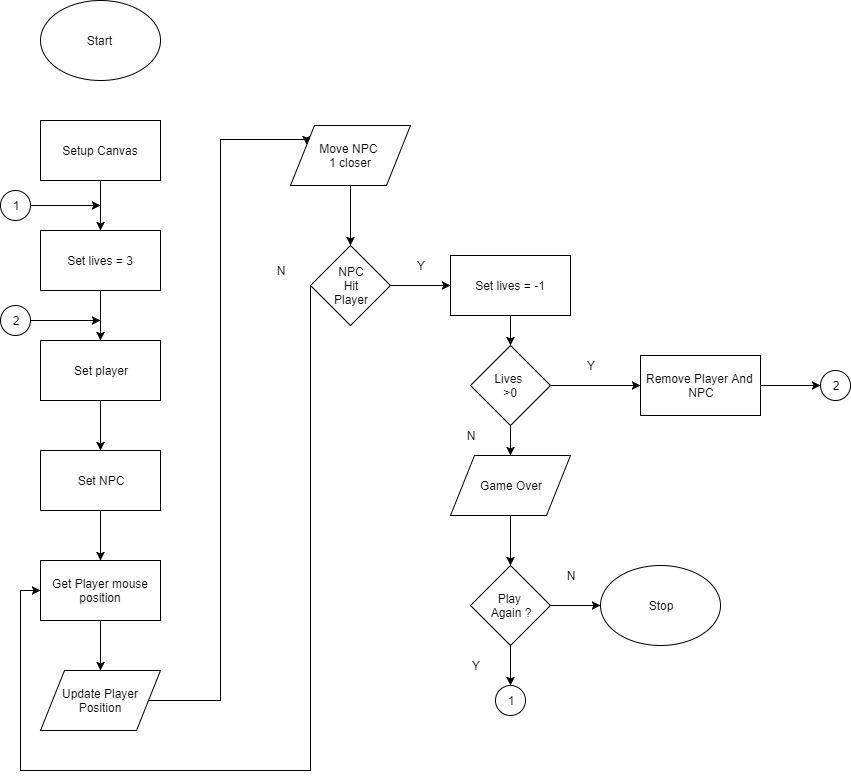 Start
Setup Canvas
1
Set lives = 3
2
Set player
Set NPC
Get Player mouse
position
Update Player
Position
Move NPC
1 closer
N
NPC
Hit
Player
Y
Set lives = -1
Lives
>0
Y
Remove Player And
NPC
2
N
Game Over
Play
Again ?
N
Stop
Y
1